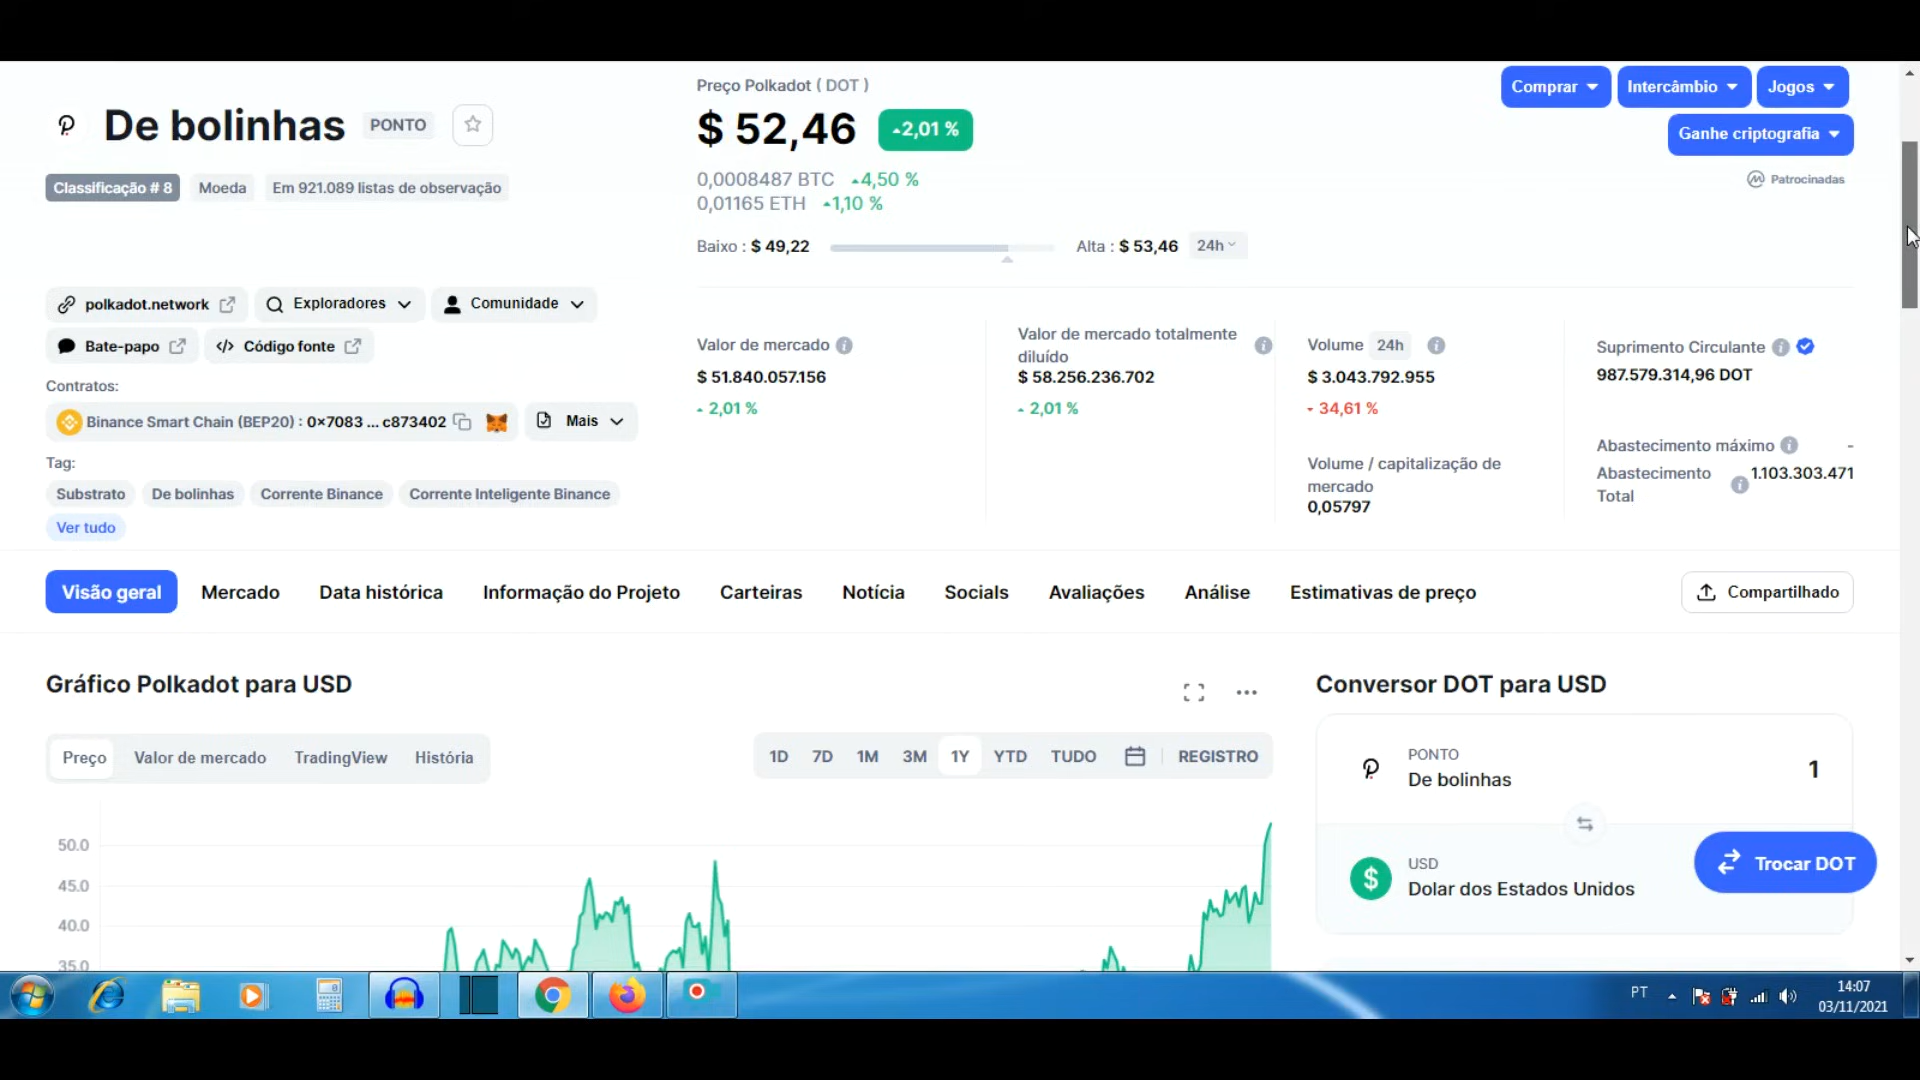 De bolinhas PONTO
Classificação # 8 Moeda Em 921.089 listas de observação
Preço Polkadot ( DOT )
$ 52,46 2,01 %
0,0008487 BTC 4,50 %
0,01165 ETH 1,10 %
Baixo : $ 49,22 Alta : $ 53,46 24h
Comprar Intercâmbio Jogos
Ganhe criptografia
Patrocinadas
polkadot.network Exploradores Comunidade
Bate-papo </> Código fonte
Contratos:
Binance Smart Chain (BEP20) : 0×7083 ... c873402 Mais
Tag:
Substrato De bolinhas Corrente Binance Corrente Inteligente Binance
Ver tudo
Valor de mercado
$ 51.840.057.156
2,01 %
Valor de mercado totalmente
diluído
$ 58.256.236.702
2,01 %
Volume 24h
$ 3.043.792.955
34,61 %
Volume / capitalização de
mercado
0,05797
Suprimento Circulante
987.579.314,96 DOT
Abastecimento máximo -
Abastecimento 1.103.303.471
Total
Visão geral Mercado Data histórica Informação do Projeto Carteiras Notícia Socials Avaliações Análise Estimativas de preço Compartilhado
Gráfico Polkadot para USD
Preço Valor de mercado TradingView História
1D 7D 1M 3M 1Y YTD TUDO REGISTRO
50.0
45.0
40.0
35.0
Conversor DOT para USD
PONTO
De bolinhas 1
USD
Dolar dos Estados Unidos
Trocar DOT
PT 14:07
03/11/2021